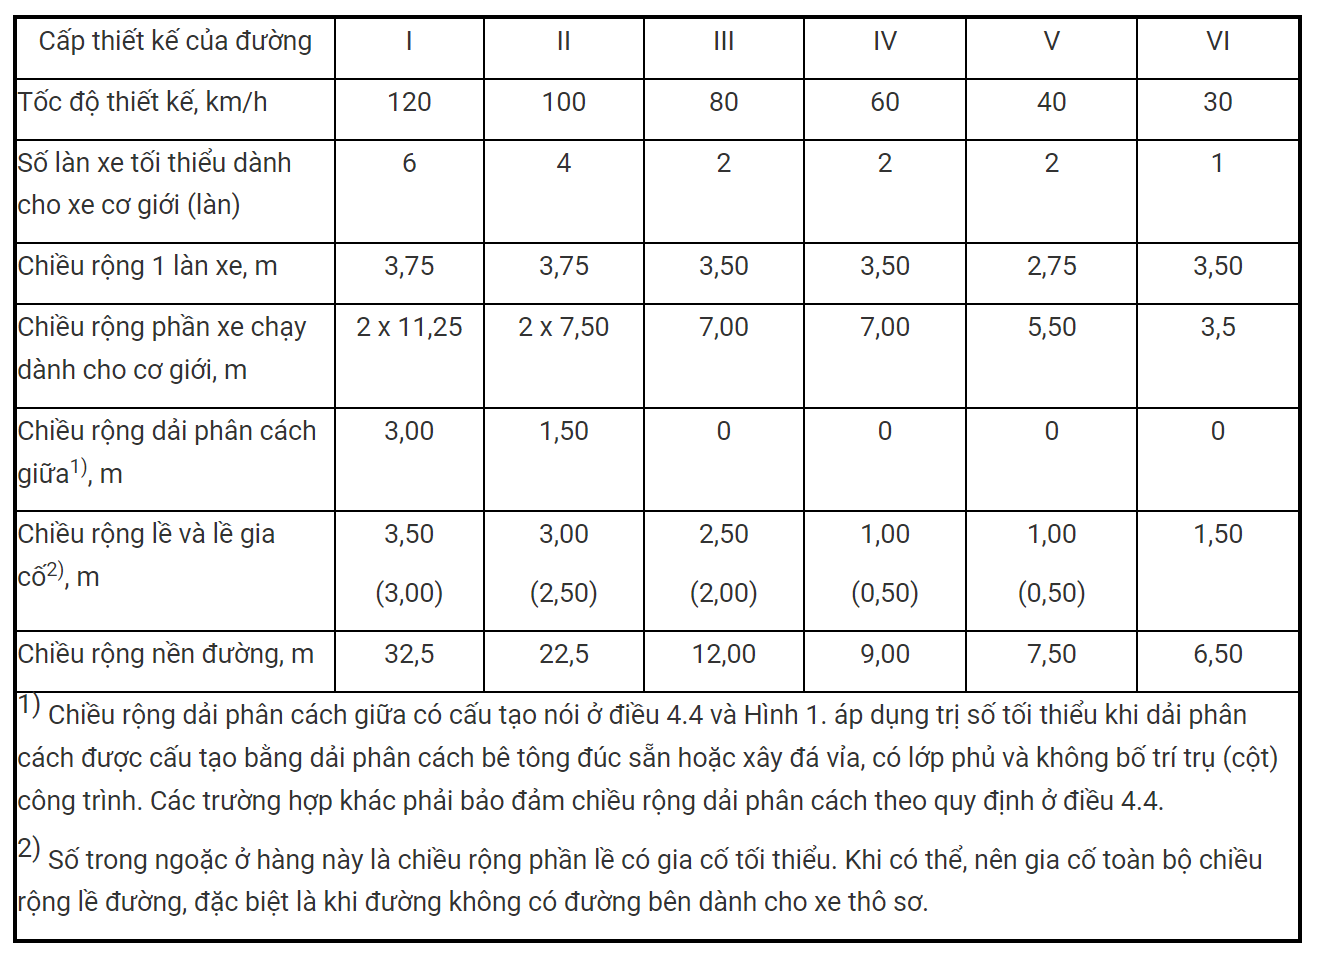 Cấp thiết kế của đường I II III IV V VI
Tốc độ thiết kế, km/h 120 100 80 60 40 30
Số làn xe tối thiểu dành 6 4 2 2 2 1
cho xe cơ giới (làn)
Chiều rộng 1 làn xe, m 3,75 3,75 3,50 3,50 2,75 3,50
Chiều rộng phần xe chạy 2 x 11,25 2 x 7,50 7,00 7,00 5,50 3,5
dành cho cơ giới, m
Chiều rộng dải phân cách 3,00 1,50 0 0 0 0
giữa1), m
Chiều rộng lề và lề gia 3,50 3,00 2,50 1,00 1,00 1,50
cố2), m
(3,00) (2,50) (2,00) (0,50) (0,50)
Chiều rộng nền đường, m 32,5 22,5 12,00 9,00 7,50 6,50
1) Chiều rộng dải phân cách giữa có cấu tạo nói ở điều 4.4 và Hình 1. áp dụng trị số tối thiểu khi dải phân
cách được cấu tạo bằng dải phân cách bê tông đúc sẵn hoặc xây đá vỉa, có lớp phủ và không bố trí trụ (cột)
công trình. Các trường hợp khác phải bảo đảm chiều rộng dải phân cách theo quy định ở điều 4.4.
2) Số trong ngoặc ở hàng này là chiều rộng phần lề có gia cố tối thiểu. Khi có thể, nên gia cố toàn bộ chiều
rộng lề đường, đặc biệt là khi đường không có đường bên dành cho xe thô sơ.